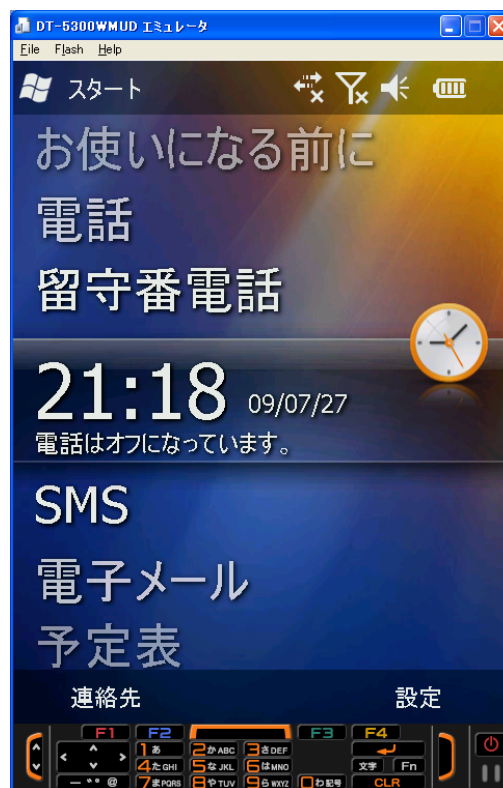 DT-5300WMUD エミュレータ
File Flash Help
スタート
お使いになる前に
電話
留守番電話
21:18 09/07/27
電話はオフになっています。
SMS
電子メール
予定表
連絡先 設定
F1 F2 F3 F4
1あ 2かABC 3さDEF
4たGHI 5なJKL 6はMNO 文字 Fn
@ 7まPQRS 8やTUV 9らWXYZ 0わ記号 CLR